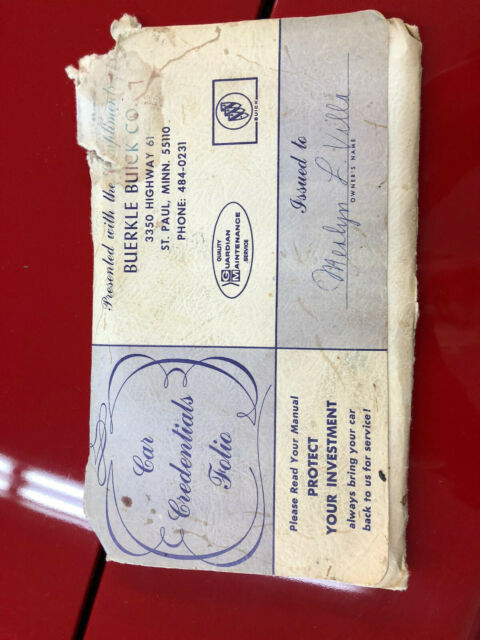 Presented with the Compliments
BUERKLE BUICK CO.
3350 HIGHWAY 61
ST. PAUL, MINN. 55110
PHONE: 484-0231
QUALITY
GUARDIAN
MAINTENANCE
SERVICE
BUICK
Issued to
Merlyn L Villa
OWNER'S NAME
Car
Credentials
Folio
Please Read Your Manual
PROTECT
YOUR INVESTMENT
always bring your car
back to us for service!